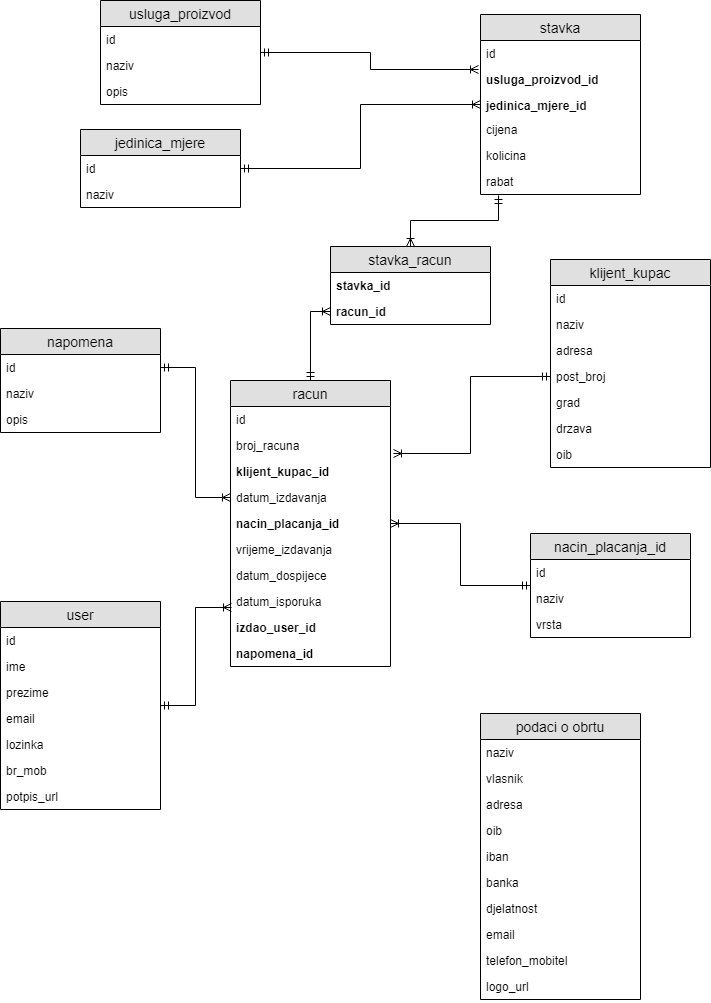 usluga_proizvod
id
naziv
opis
stavka
id
usluga_proizvod_id
jedinica_mjere_id
cijena
kolicina
rabat
jedinica_mjere
id
naziv
stavka_racun
stavka_id
racun_id
klijent_kupac
id
naziv
adresa
post_broj
grad
drzava
oib
napomena
id
naziv
opis
racun
id
broj_racuna
klijent_kupac_id
datum_izdavanja
nacin_placanja_id
vrijeme_izdavanja
datum_dospijece
datum_isporuka
izdao_user_id
napomena_id
nacin_placanja_id
id
naziv
vrsta
user
id
ime
prezime
email
lozinka
br_mob
potpis_url
podaci o obrtu
naziv
vlasnik
adresa
oib
iban
banka
djelatnost
email
telefon_mobitel
logo_url